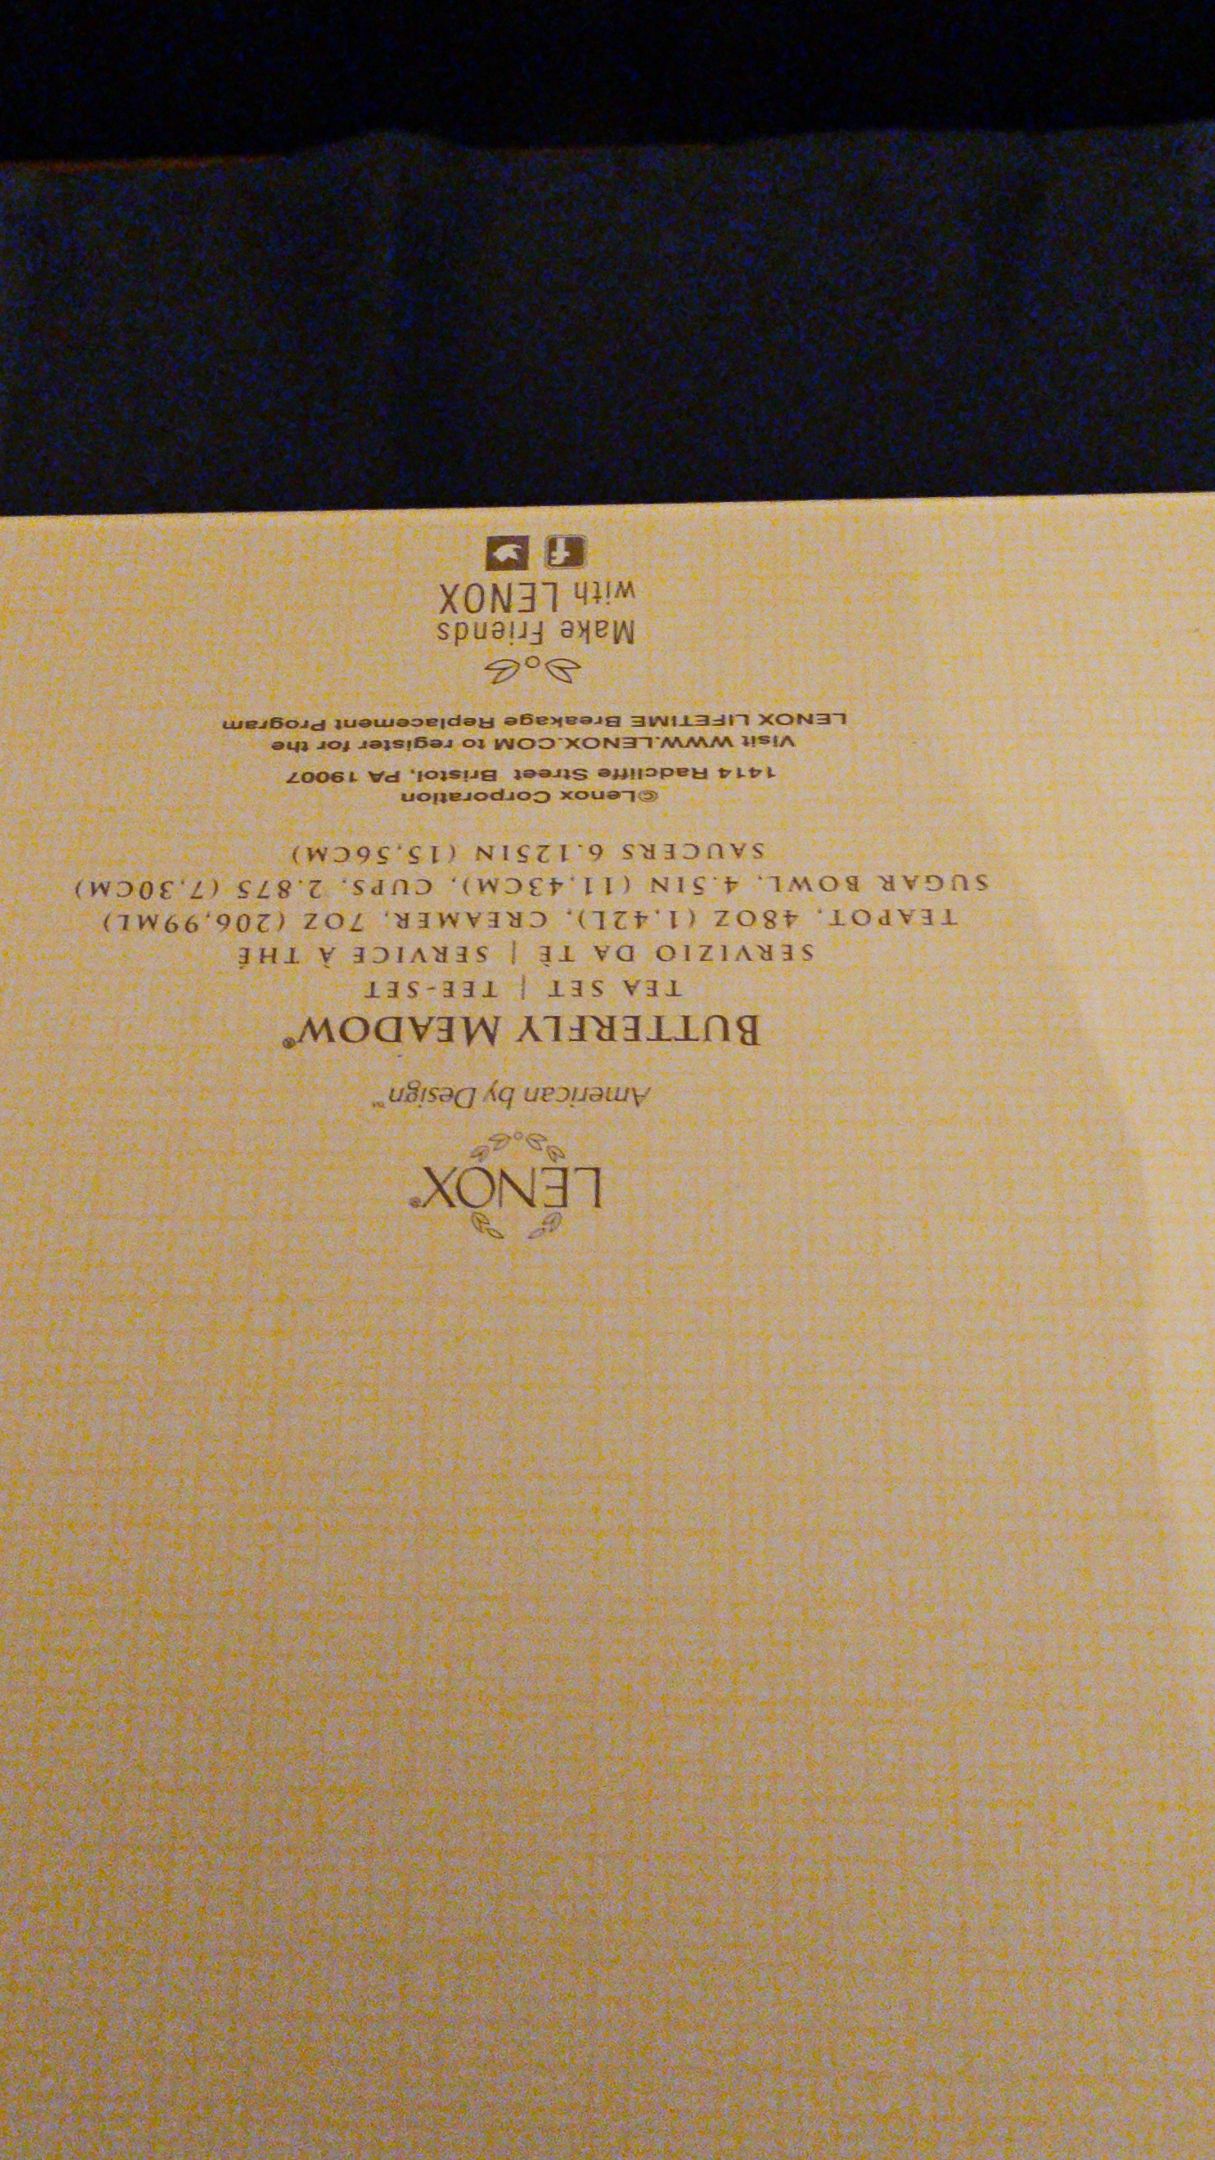 LENOX®
American by Design™
BUTTERFLY MEADOW®
TEA SET | TEE-SET
SERVIZIO DA TÈ | SERVICE À THÉ
TEAPOT, 48OZ (1,42L), CREAMER, 7OZ (206,99ML)
SUGAR BOWL, 4.5IN (11,43CM), CUPS, 2.875 (7,30CM)
SAUCERS 6.125IN (15,56CM)
©Lenox Corporation
1414 Radcliffe Street Bristol, PA 19007
Visit WWW.LENOX.COM to register for the
LENOX LIFETIME Breakage Replacement Program
Make Friends
with LENOX
f